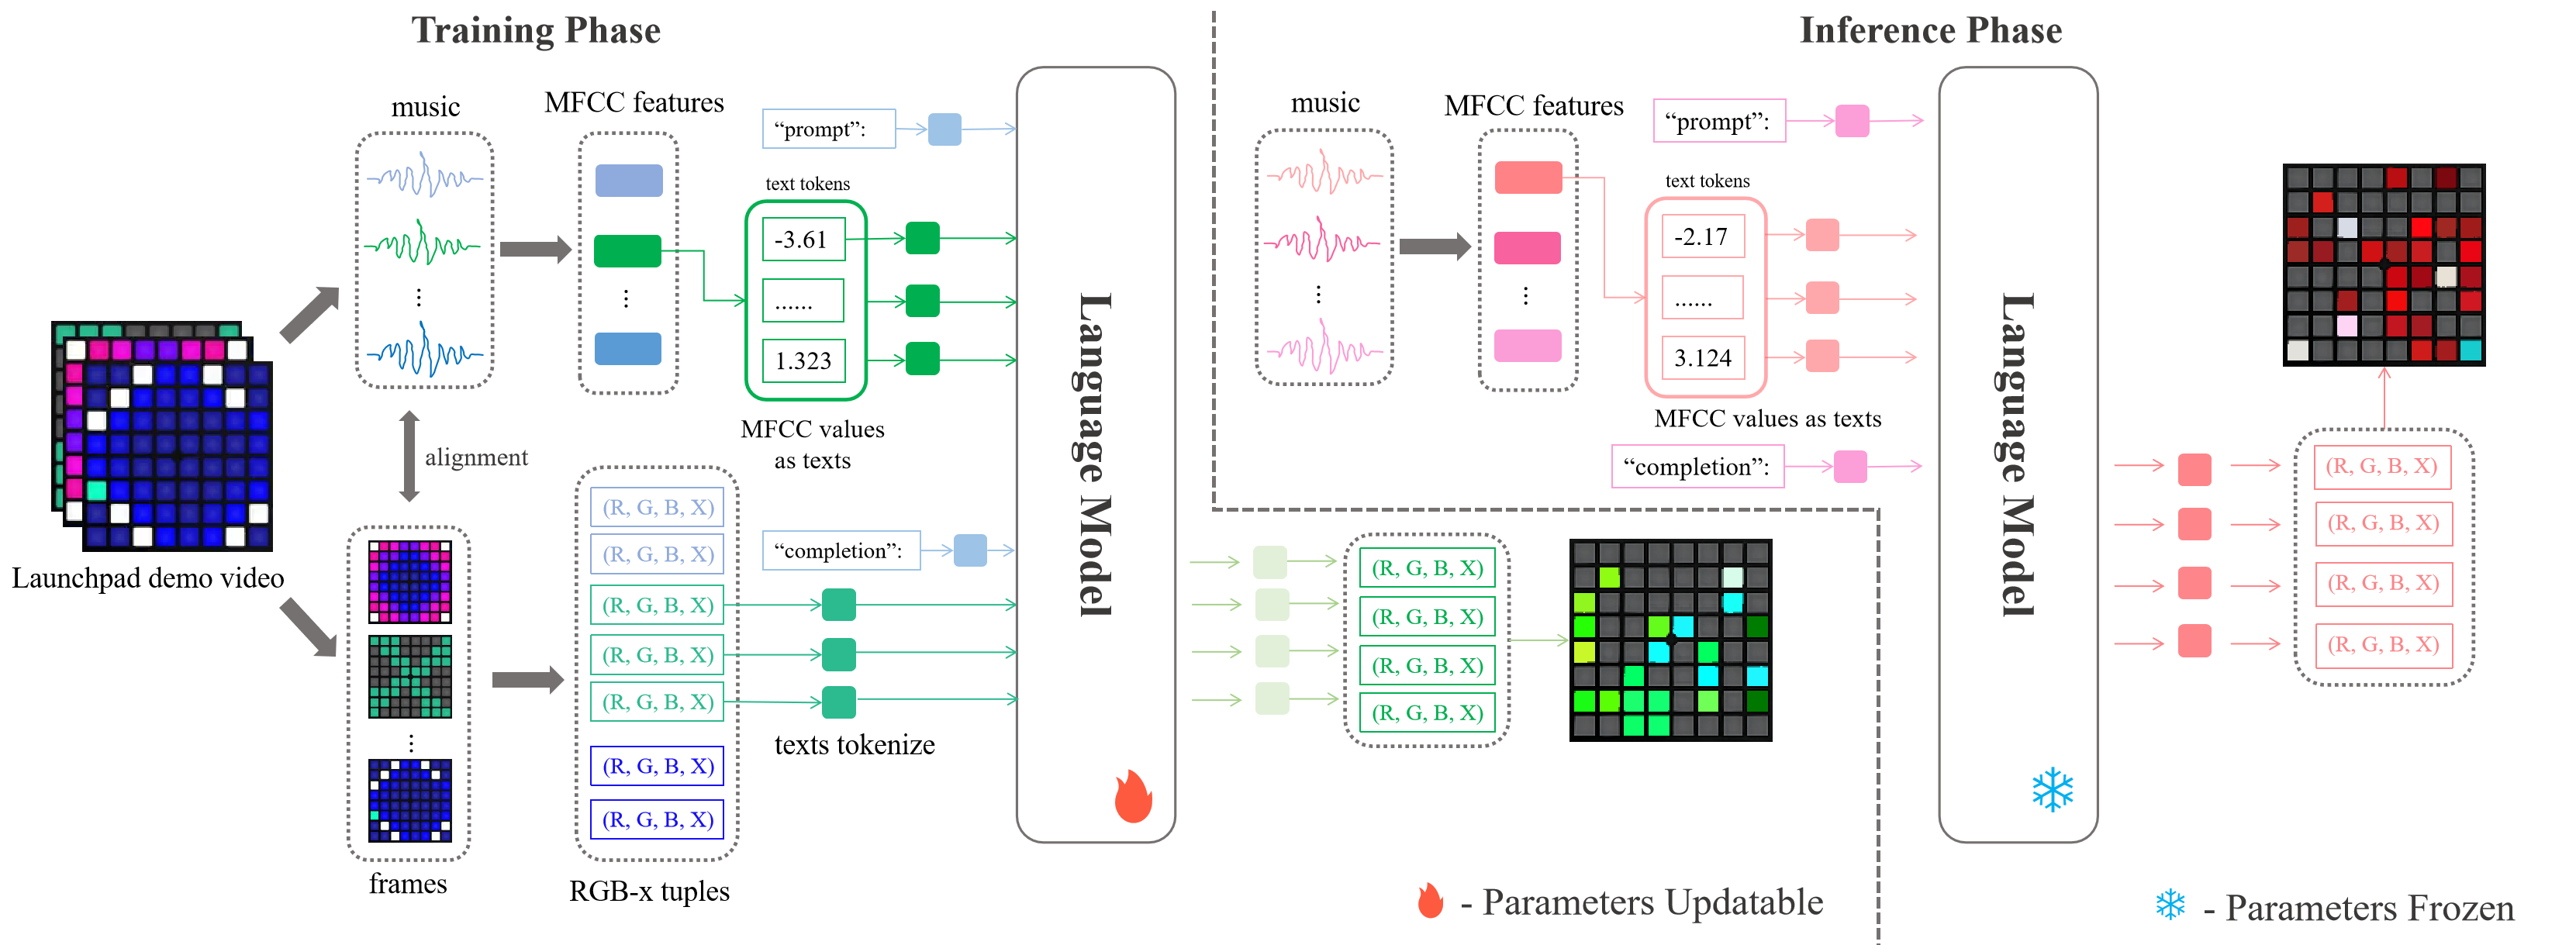 Training Phase
Inference Phase
music
MFCC features
“prompt”:
text tokens
-3.61
......
1.323
MFCC values
as texts
alignment
Launchpad demo video
frames
(R, G, B, X)
(R, G, B, X)
(R, G, B, X)
(R, G, B, X)
(R, G, B, X)
(R, G, B, X)
(R, G, B, X)
RGB-x tuples
“completion”:
texts tokenize
Language Model
(R, G, B, X)
(R, G, B, X)
(R, G, B, X)
(R, G, B, X)
music
MFCC features
“prompt”:
text tokens
-2.17
......
3.124
MFCC values as texts
“completion”:
Language Model
(R, G, B, X)
(R, G, B, X)
(R, G, B, X)
(R, G, B, X)
- Parameters Updatable
- Parameters Frozen